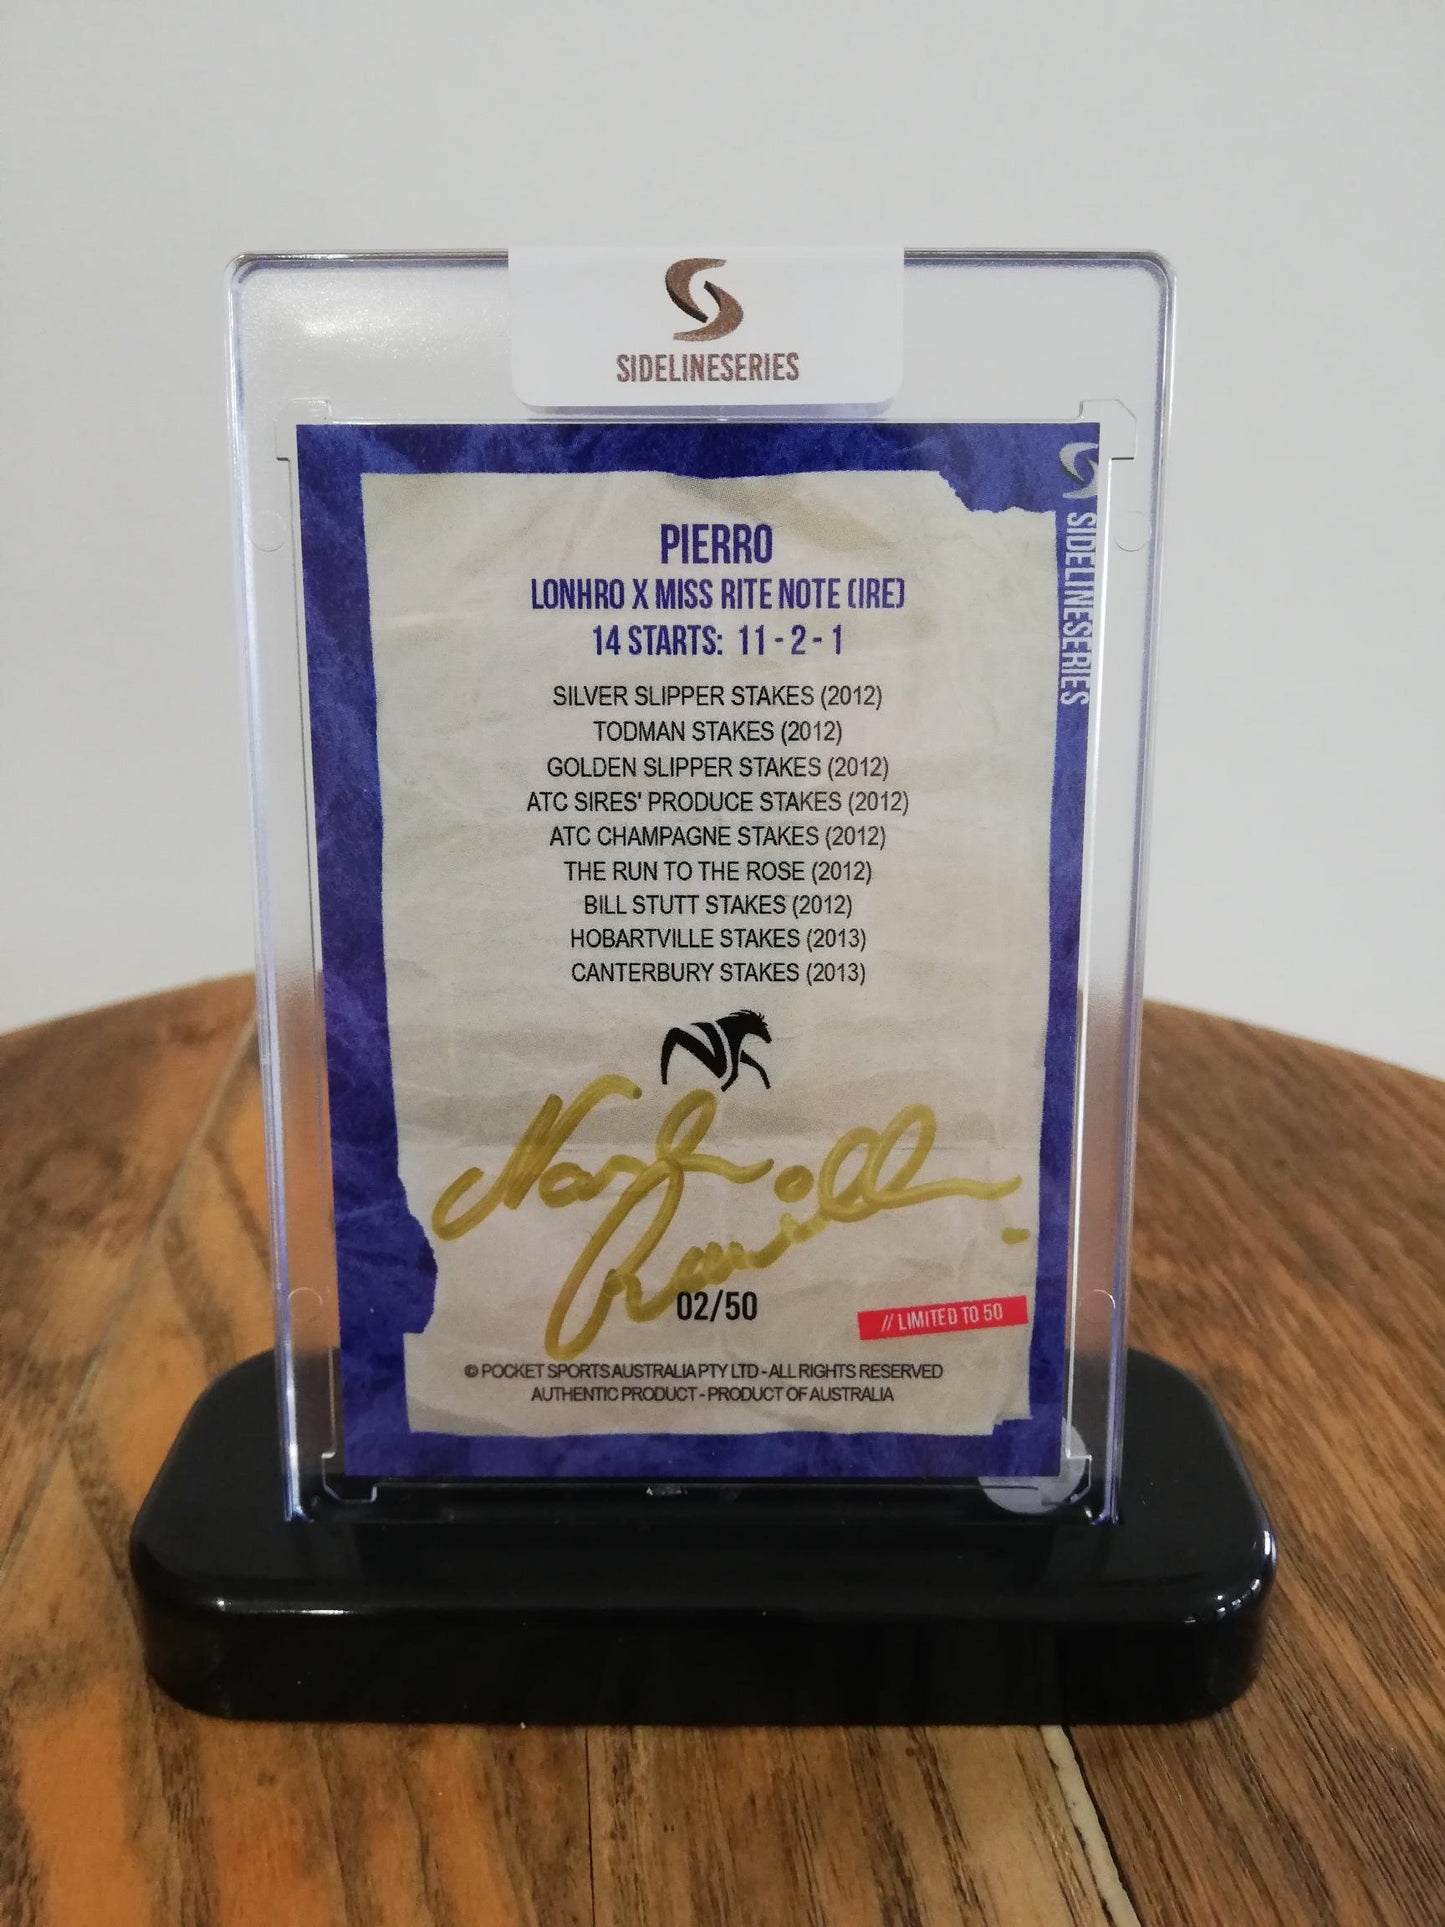 SIDELINESERIES
SIDELINESERIES
PIERRO
LONHRO X MISS RITE NOTE (IRE)
14 STARTS: 11 - 2 - 1
SILVER SLIPPER STAKES (2012)
TODMAN STAKES (2012)
GOLDEN SLIPPER STAKES (2012)
ATC SIRES' PRODUCE STAKES (2012)
ATC CHAMPAGNE STAKES (2012)
THE RUN TO THE ROSE (2012)
BILL STUTT STAKES (2012)
HOBARTVILLE STAKES (2013)
CANTERBURY STAKES (2013)
Nash
Rawiller
02/50
// LIMITED TO 50
© POCKET SPORTS AUSTRALIA PTY LTD - ALL RIGHTS RESERVED
AUTHENTIC PRODUCT - PRODUCT OF AUSTRALIA